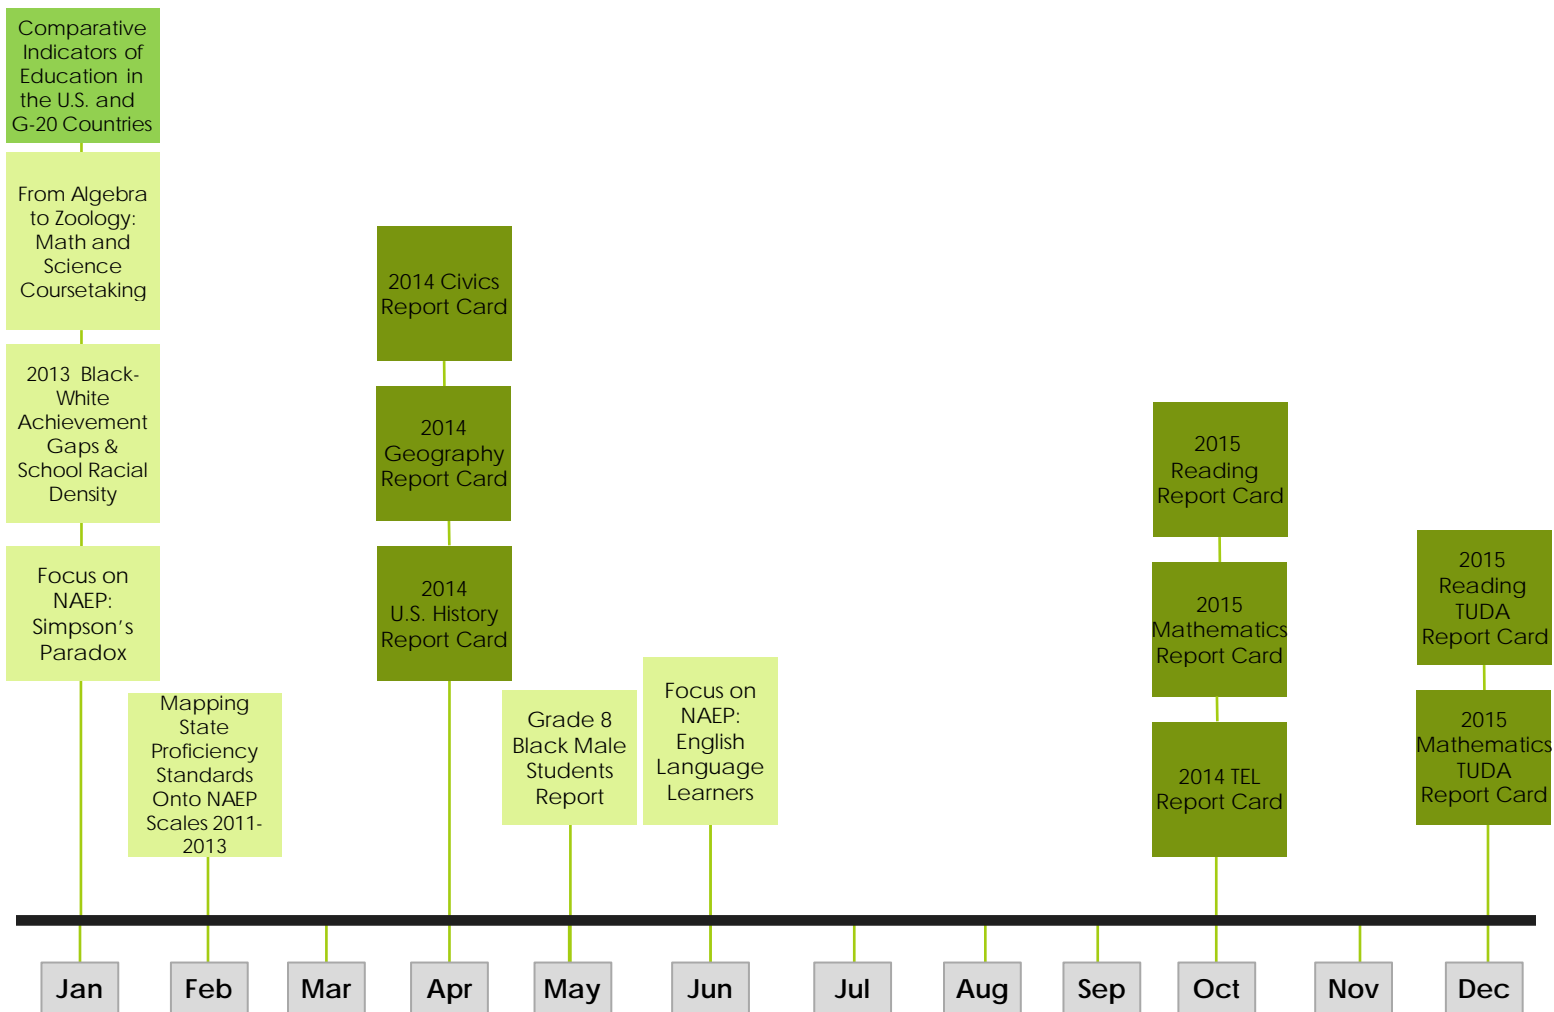 Comparative
Indicators of
Education in
the U.S. and
G-20 Countries
From Algebra
to Zoology:
Math and
Science
Coursetaking
2013 Black-
White
Achievement
Gaps &
School Racial
Density
Focus on
NAEP:
Simpson's
Paradox
Mapping
State
Proficiency
Standards
Onto NAEP
Scales 2011-
2013
2014 Civics
Report Card
2014
Geography
Report Card
2014
U.S. History
Report Card
Grade 8
Black Male
Students
Report
Focus on
NAEP:
English
Language
Learners
2015
Reading
Report Card
2015
Mathematics
Report Card
2014 TEL
Report Card
2015
Reading
TUDA
Report Card
2015
Mathematics
TUDA
Report Card
Jan Feb Mar Apr May Jun Jul Aug Sep Oct Nov Dec